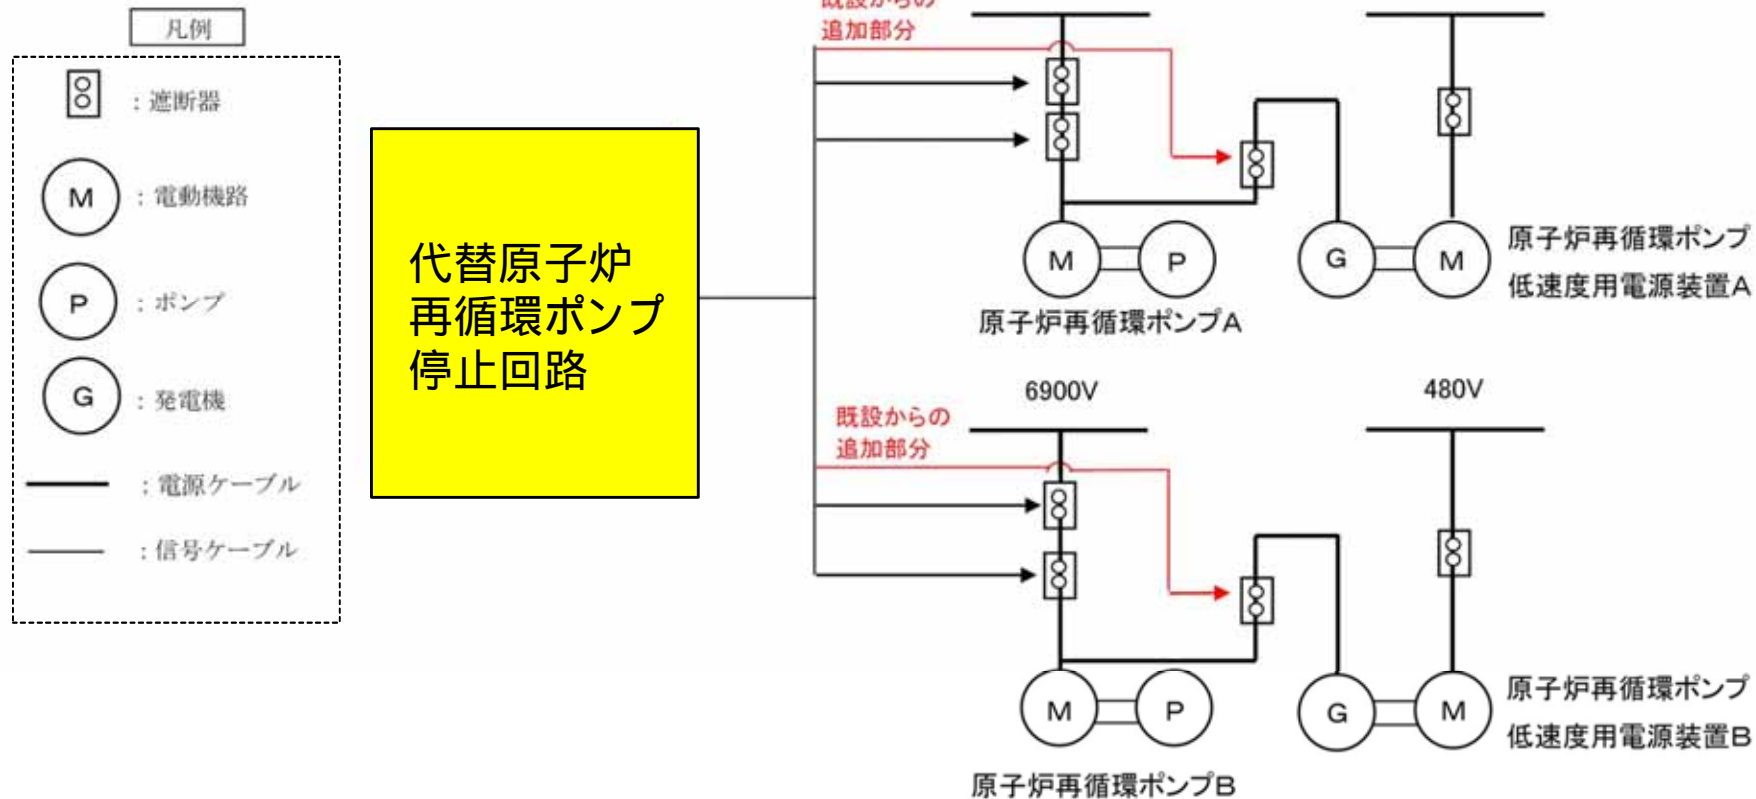 凡例
:遮断器
M
:電動機路
P
:ポンプ
G
:発電機
:電源ケーブル
:信号ケーブル
代替原子炉
再循環ポンプ
停止回路
既設からの
追加部分
M
P
G
M
原子炉再循環ポンプ
低速度用電源装置A
原子炉再循環ポンプA
6900V
480V
既設からの
追加部分
M
P
G
M
原子炉再循環ポンプ
低速度用電源装置B
原子炉再循環ポンプB